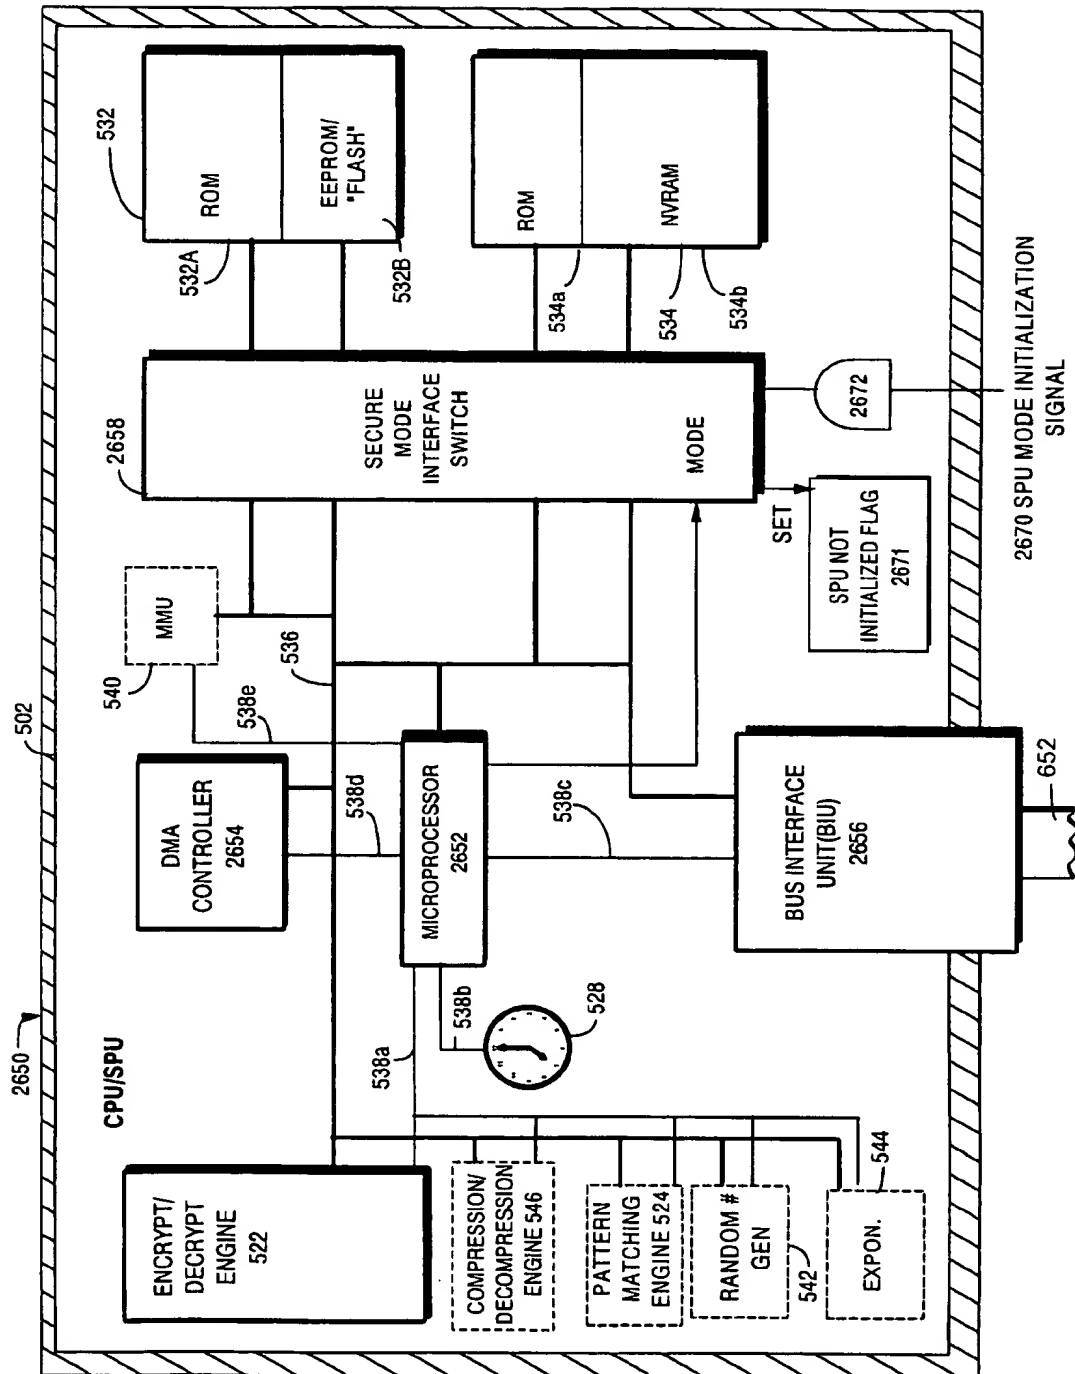 2650
502
CPU/SPU
ENCRYPT/
DECRYPT
ENGINE
522
DMA
CONTROLLER
2654
MMU
540
2658
532
ROM
532A
EEPROM/
"FLASH"
532B
538e
536
538d
SECURE
MODE
INTERFACE
SWITCH
MODE
538a
538b
MICROPROCESSOR
2652
538c
528
COMPRESSION/
DECOMPRESSION
ENGINE 546
PATTERN
MATCHING
ENGINE 524
RANDOM #
GEN
542
EXPON.
544
BUS INTERFACE
UNIT(BIU)
2656
652
SET
SPU NOT
INITIALIZED FLAG
2671
2672
ROM
534a
NVRAM
534
534b
2670 SPU MODE INITIALIZATION
SIGNAL